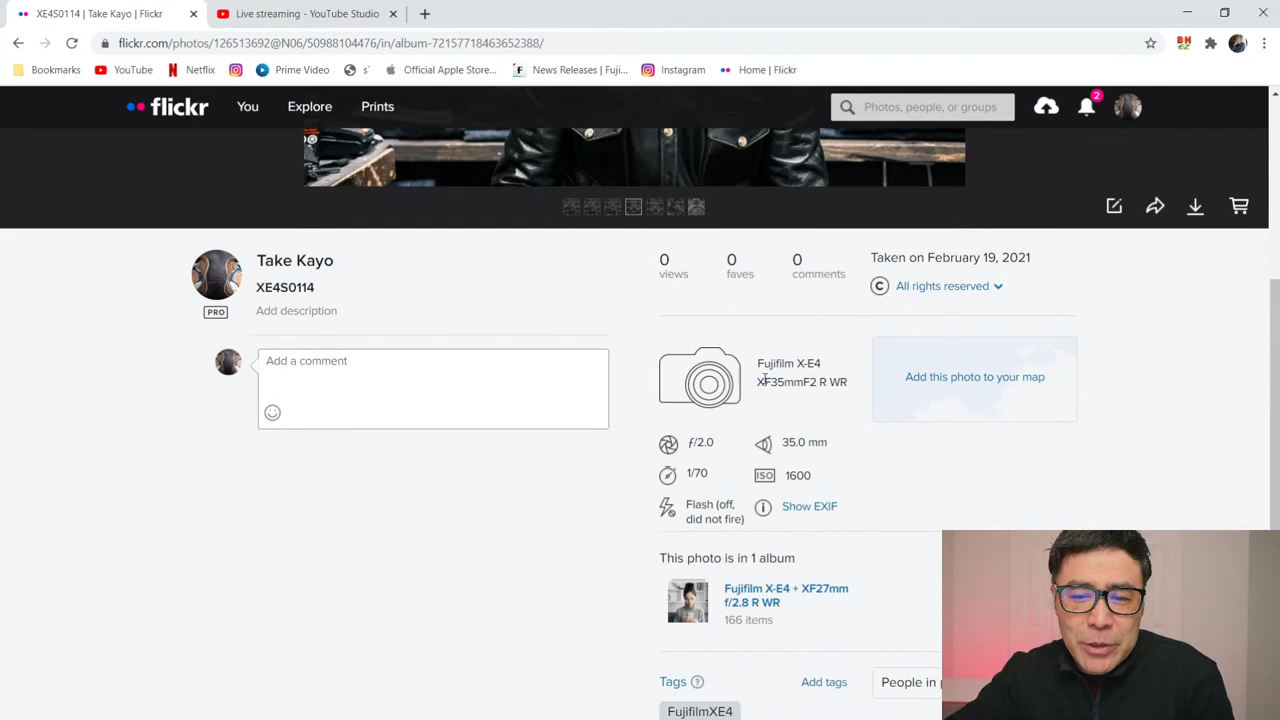 XE4S0114 | Take Kayo | Flickr
Live streaming - YouTube Studio
flickr.com/photos/126513692@N06/50988104476/in/album-72157718463652388/
Bookmarks
YouTube
Netflix
Prime Video
s'
Official Apple Store...
News Releases | Fuji...
Instagram
Home | Flickr
flickr
You
Explore
Prints
Photos, people, or groups
2
Take Kayo
XE4S0114
PRO
Add description
Add a comment
0
views
0
faves
0
comments
Taken on February 19, 2021
All rights reserved
Fujifilm X-E4
XF35mmF2 R WR
Add this photo to your map
ƒ/2.0
35.0 mm
1/70
ISO
1600
Flash (off,
did not fire)
Show EXIF
This photo is in 1 album
Fujifilm X-E4 + XF27mm
f/2.8 R WR
166 items
Tags
Add tags
People in
FujifilmXE4